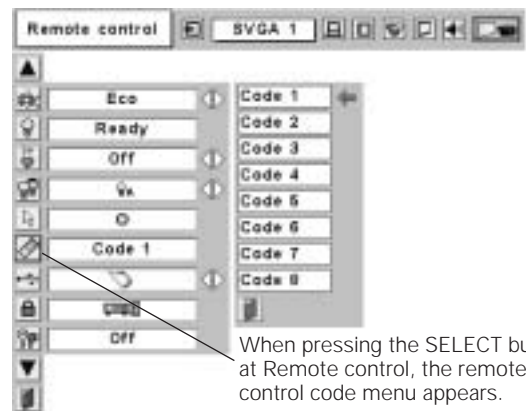 Remote control SVGA 1
Eco
Ready
Off
Code 1
Off
Code 1
Code 2
Code 3
Code 4
Code 5
Code 6
Code 7
Code 8
When pressing the SELECT bu
at Remote control, the remote
control code menu appears.